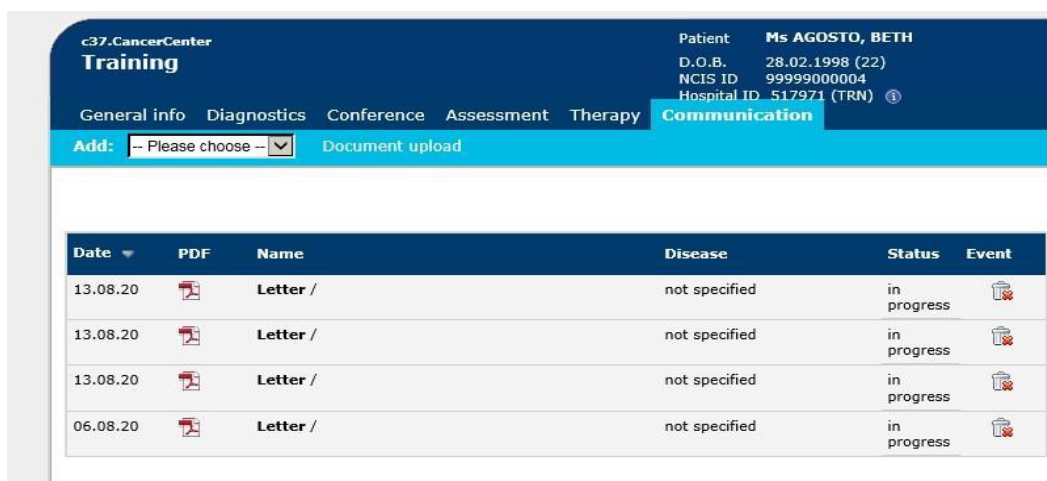 c37.CancerCenter
Training
Patient Ms AGOSTO, BETH
D.O.B. 28.02.1998 (22)
NCIS ID 99999000004
Hospital ID 517971 (TRN)
General info Diagnostics Conference Assessment Therapy Communication
Add: -- Please choose -- Document upload
Date PDF Name Disease Status Event
13.08.20 Letter / not specified in
progress
13.08.20 Letter / not specified in
progress
13.08.20 Letter / not specified in
progress
06.08.20 Letter / not specified in
progress